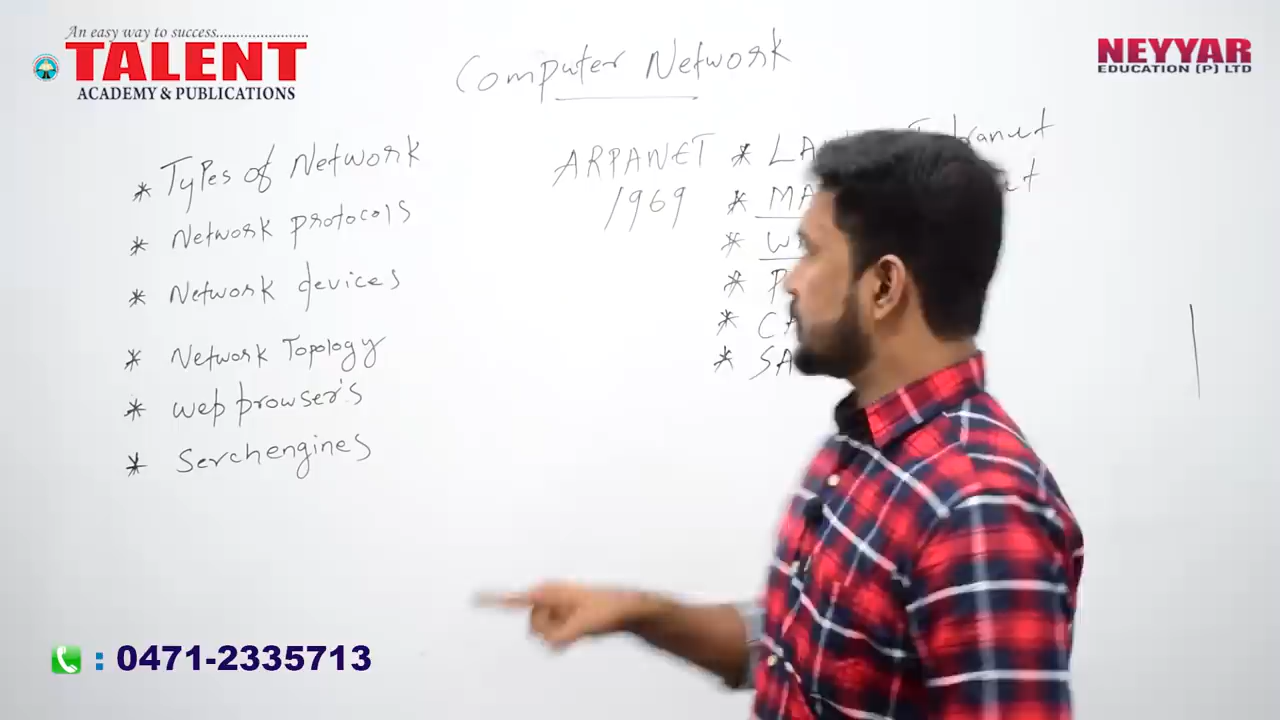 An easy way to success......................
TALENT
ACADEMY & PUBLICATIONS
NEYYAR
EDUCATION (P) LTD
Computer Network
* Types of Network
* Network protocols
* Network devices
* Network Topology
* web browser's
* Serchengines
ARPANET
1969
* LA
* MA
* W
* P
* CA
* SA
: 0471-2335713